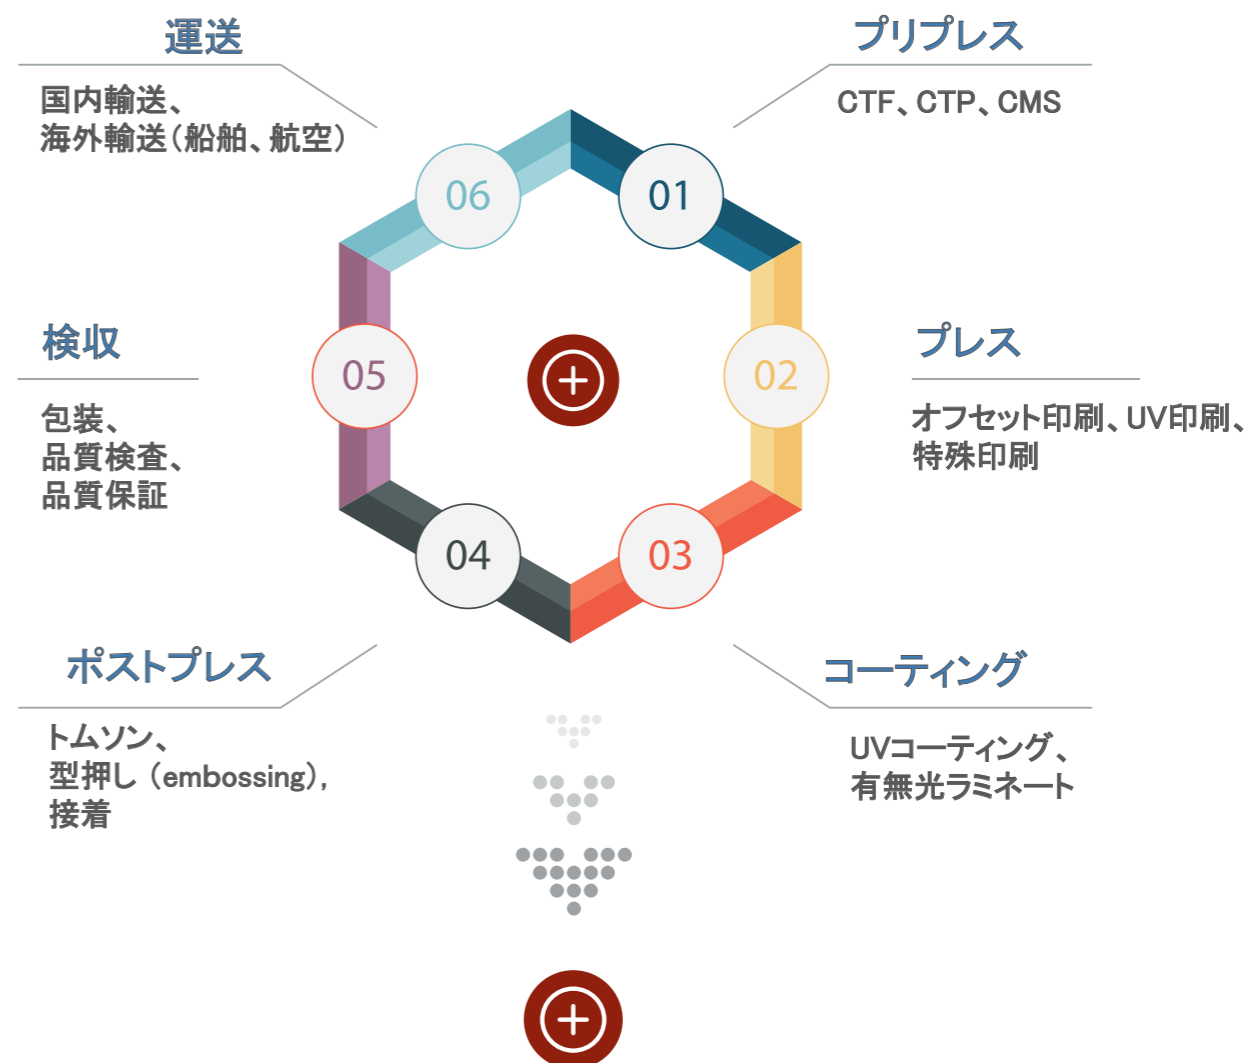 運送
国内輸送、
海外輸送(船舶、航空)
プリプレス
CTF、CTP、CMS
06
01
検収
包装、
品質検査、
品質保証
05
02
プレス
オフセット印刷、UV印刷、
特殊印刷
04
03
ポストプレス
トムソン、
型押し (embossing),
接着
コーティング
UVコーティング、
有無光ラミネート